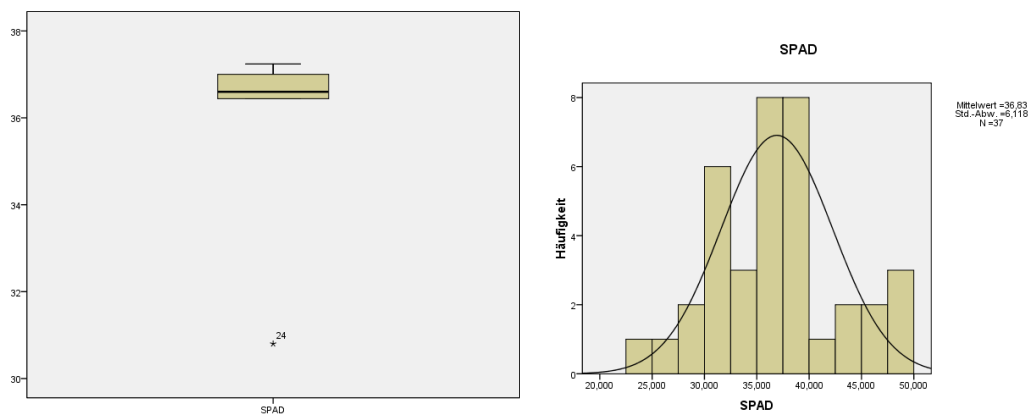 38
36
34
32
30
24
SPAD
SPAD
Häufigkeit
8
6
4
2
0
20,000 25,000 30,000 35,000 40,000 45,000 50,000
SPAD
Mittelwert =36,83
Std.-Abw. =6,118
N =37